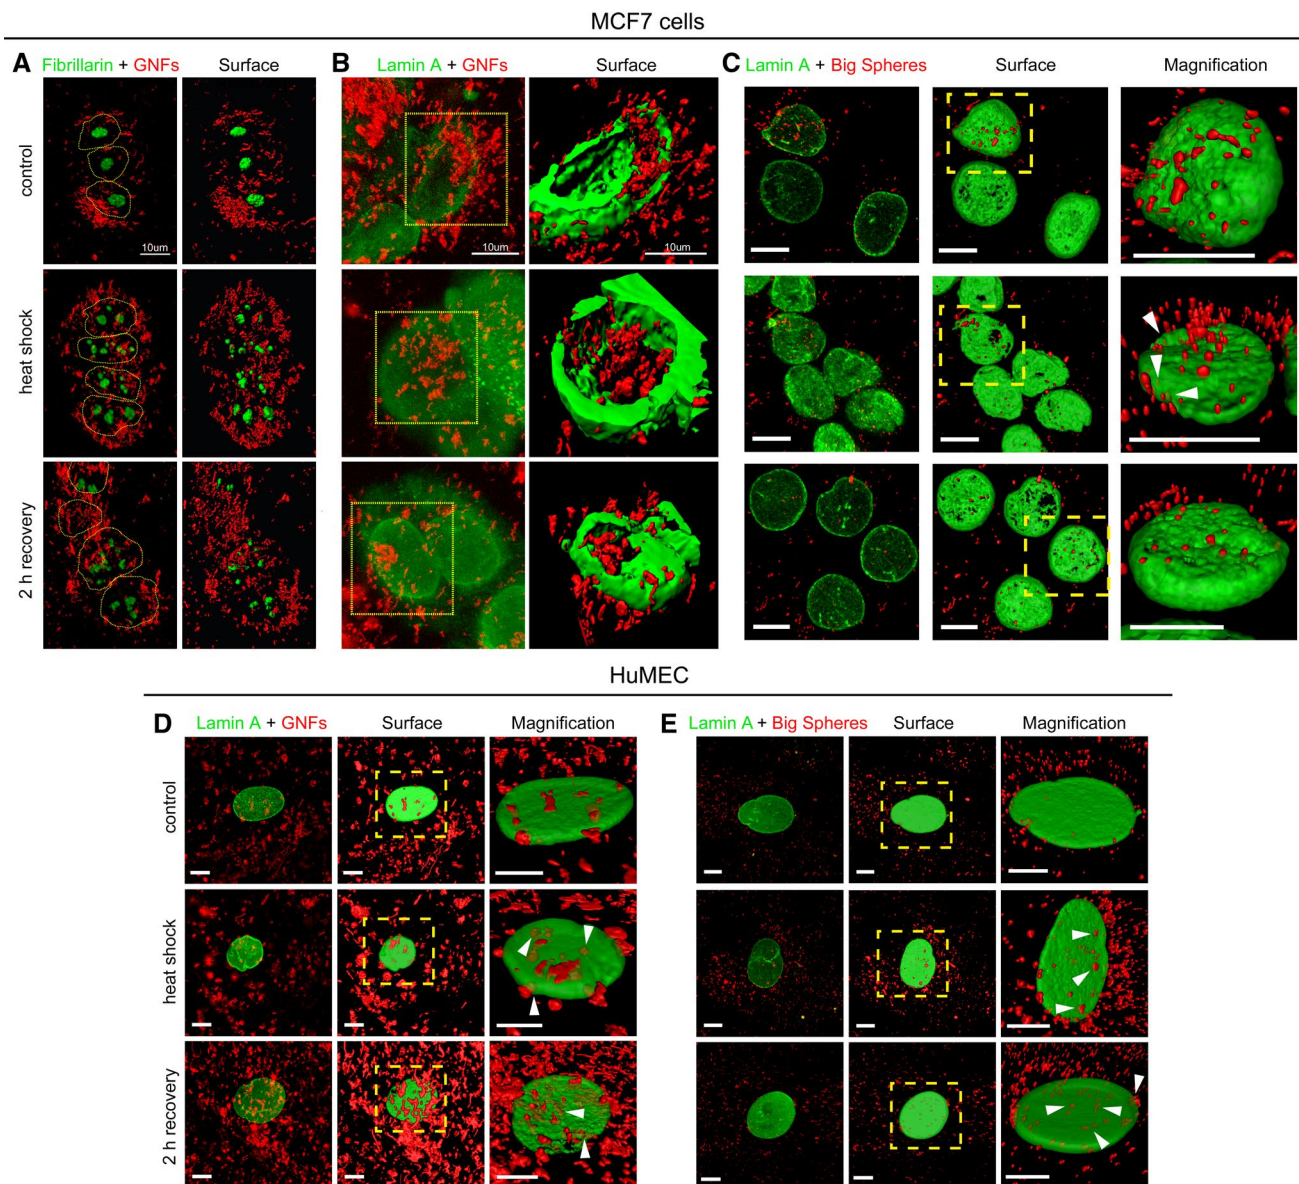 MCF7 cells
A Fibrillarin + GNFs Surface
B Lamin A + GNFs Surface
C Lamin A + Big Spheres Surface Magnification
control
10um
10um
10um
heat shock
2 h recovery
HuMEC
D Lamin A + GNFs Surface Magnification
E Lamin A + Big Spheres Surface Magnification
control
heat shock
2 h recovery